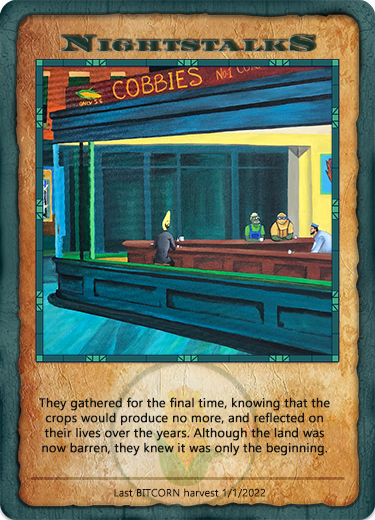 NIGHTSTALKS
ONLY 5¢
COBBIES
No1 CORN
They gathered for the final time, knowing that the
crops would produce no more, and reflected on
their lives over the years. Although the land was
now barren, they knew it was only the beginning.
Last BITCORN harvest 1/1/2022